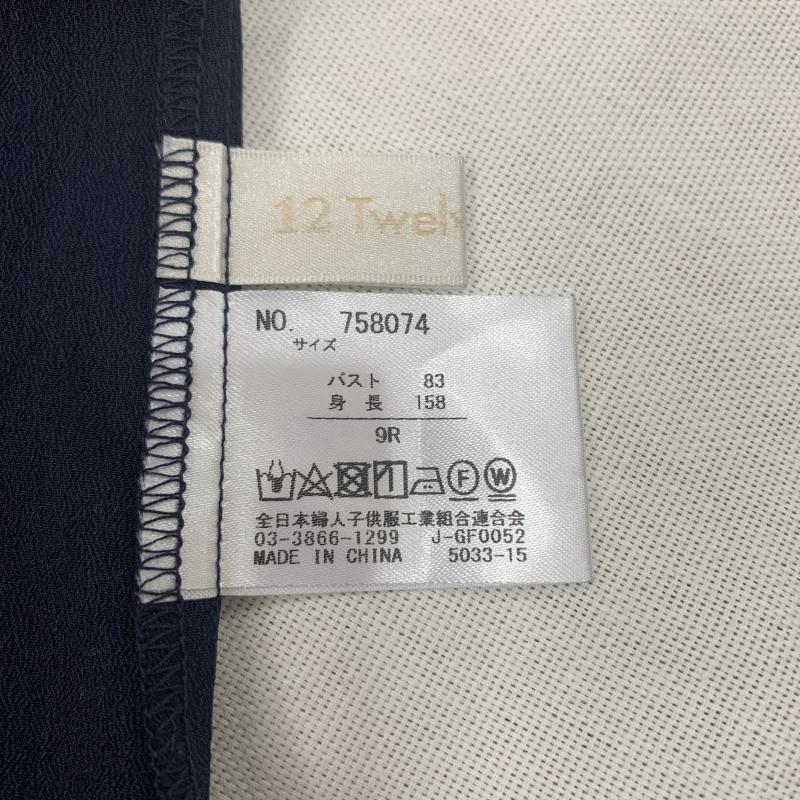 12 Twelv
NO. 758074
サイズ
バスト 83
身長 158
9R
F W
全日本婦人子供服工業組合連合会
03-3866-1299 J-GF0052
MADE IN CHINA 5033-15